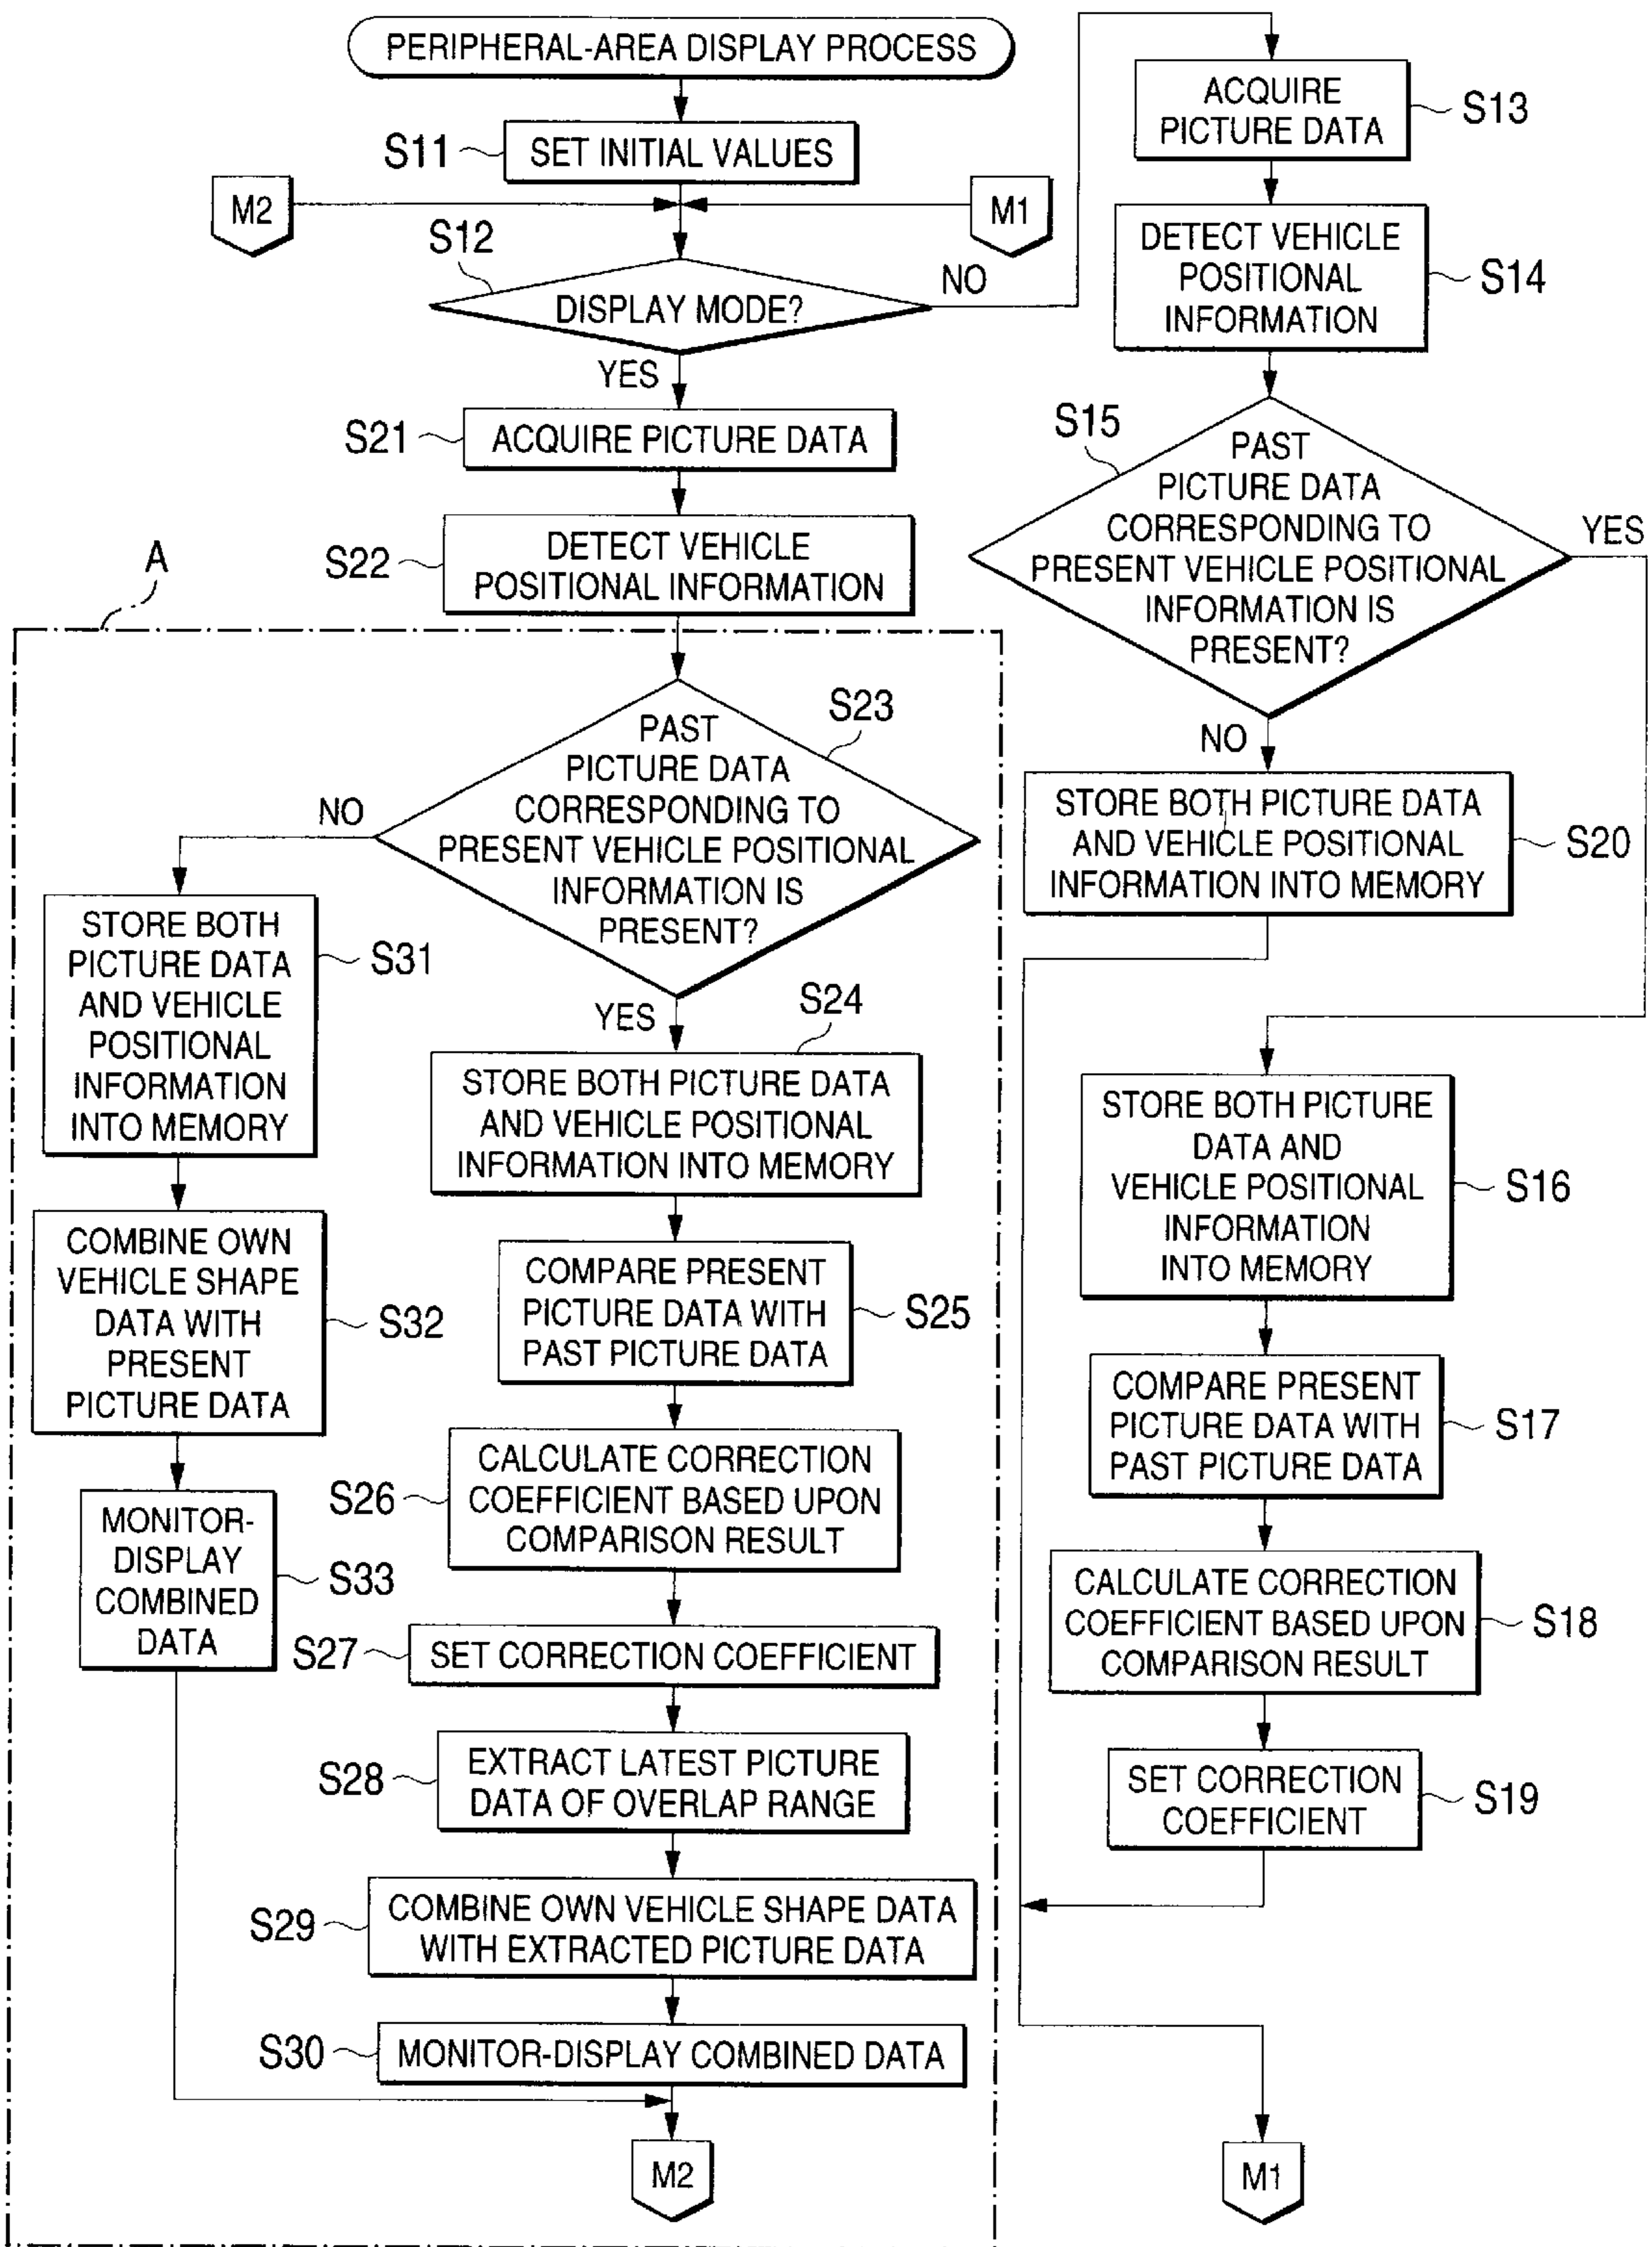 PERIPHERAL-AREA DISPLAY PROCESS
S11
SET INITIAL VALUES
M2
M1
S12
DISPLAY MODE?
NO
YES
S21
ACQUIRE PICTURE DATA
S22
DETECT VEHICLE
POSITIONAL INFORMATION
A
S23
PAST
PICTURE DATA
CORRESPONDING TO
PRESENT VEHICLE POSITIONAL
INFORMATION IS
PRESENT?
NO
YES
STORE BOTH
PICTURE DATA
AND VEHICLE
POSITIONAL
INFORMATION
INTO MEMORY
S31
COMBINE OWN
VEHICLE SHAPE
DATA WITH
PRESENT
PICTURE DATA
S32
MONITOR-
DISPLAY
COMBINED
DATA
S33
S24
STORE BOTH PICTURE DATA
AND VEHICLE POSITIONAL
INFORMATION INTO MEMORY
COMPARE PRESENT
PICTURE DATA WITH
PAST PICTURE DATA
S25
S26
CALCULATE CORRECTION
COEFFICIENT BASED UPON
COMPARISON RESULT
S27
SET CORRECTION COEFFICIENT
S28
EXTRACT LATEST PICTURE
DATA OF OVERLAP RANGE
S29
COMBINE OWN VEHICLE SHAPE DATA
WITH EXTRACTED PICTURE DATA
S30
MONITOR-DISPLAY COMBINED DATA
M2
ACQUIRE
PICTURE DATA
S13
DETECT VEHICLE
POSITIONAL
INFORMATION
S14
S15
PAST
PICTURE DATA
CORRESPONDING TO
PRESENT VEHICLE POSITIONAL
INFORMATION IS
PRESENT?
YES
NO
STORE BOTH PICTURE DATA
AND VEHICLE POSITIONAL
INFORMATION INTO MEMORY
S20
STORE BOTH PICTURE
DATA AND
VEHICLE POSITIONAL
INFORMATION
INTO MEMORY
S16
COMPARE PRESENT
PICTURE DATA WITH
PAST PICTURE DATA
S17
CALCULATE CORRECTION
COEFFICIENT BASED UPON
COMPARISON RESULT
S18
SET CORRECTION
COEFFICIENT
S19
M1